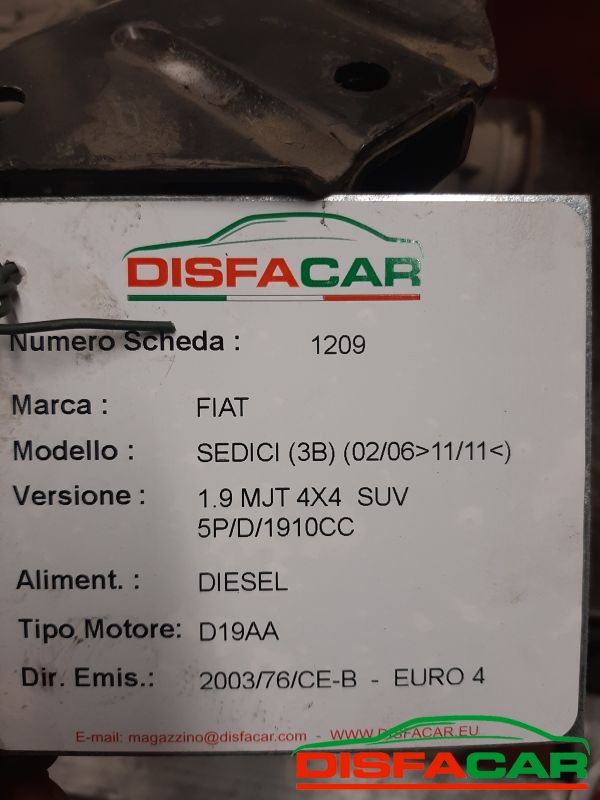 DISFACAR
Numero Scheda : 1209
Marca : FIAT
Modello : SEDICI (3B) (02/06>11/11<)
Versione : 1.9 MJT 4X4 SUV
5P/D/1910CC
Aliment. : DIESEL
Tipo Motore: D19AA
Dir. Emis.: 2003/76/CE-B - EURO 4
E-mail: magazzino@disfacar.com - WWW.DISFACAR.EU
DISFACAR